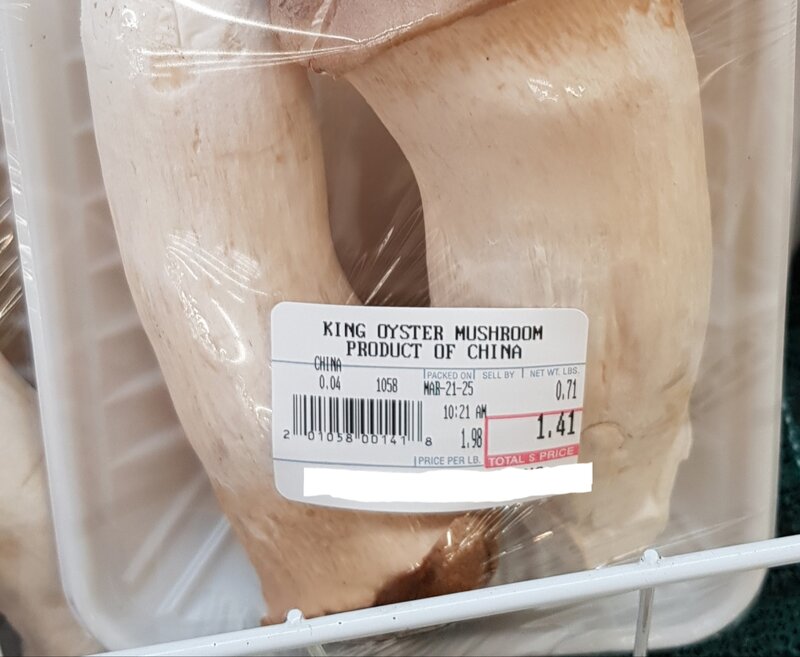 KING OYSTER MUSHROOM
PRODUCT OF CHINA
CHINA
0.04 1058
PACKED ON SELL BY NET WT. LBS.
MAR-21-25 0.71
10:21 AM
1.98 1.41
2 01058 00141 8
PRICE PER LB. TOTAL $ PRICE